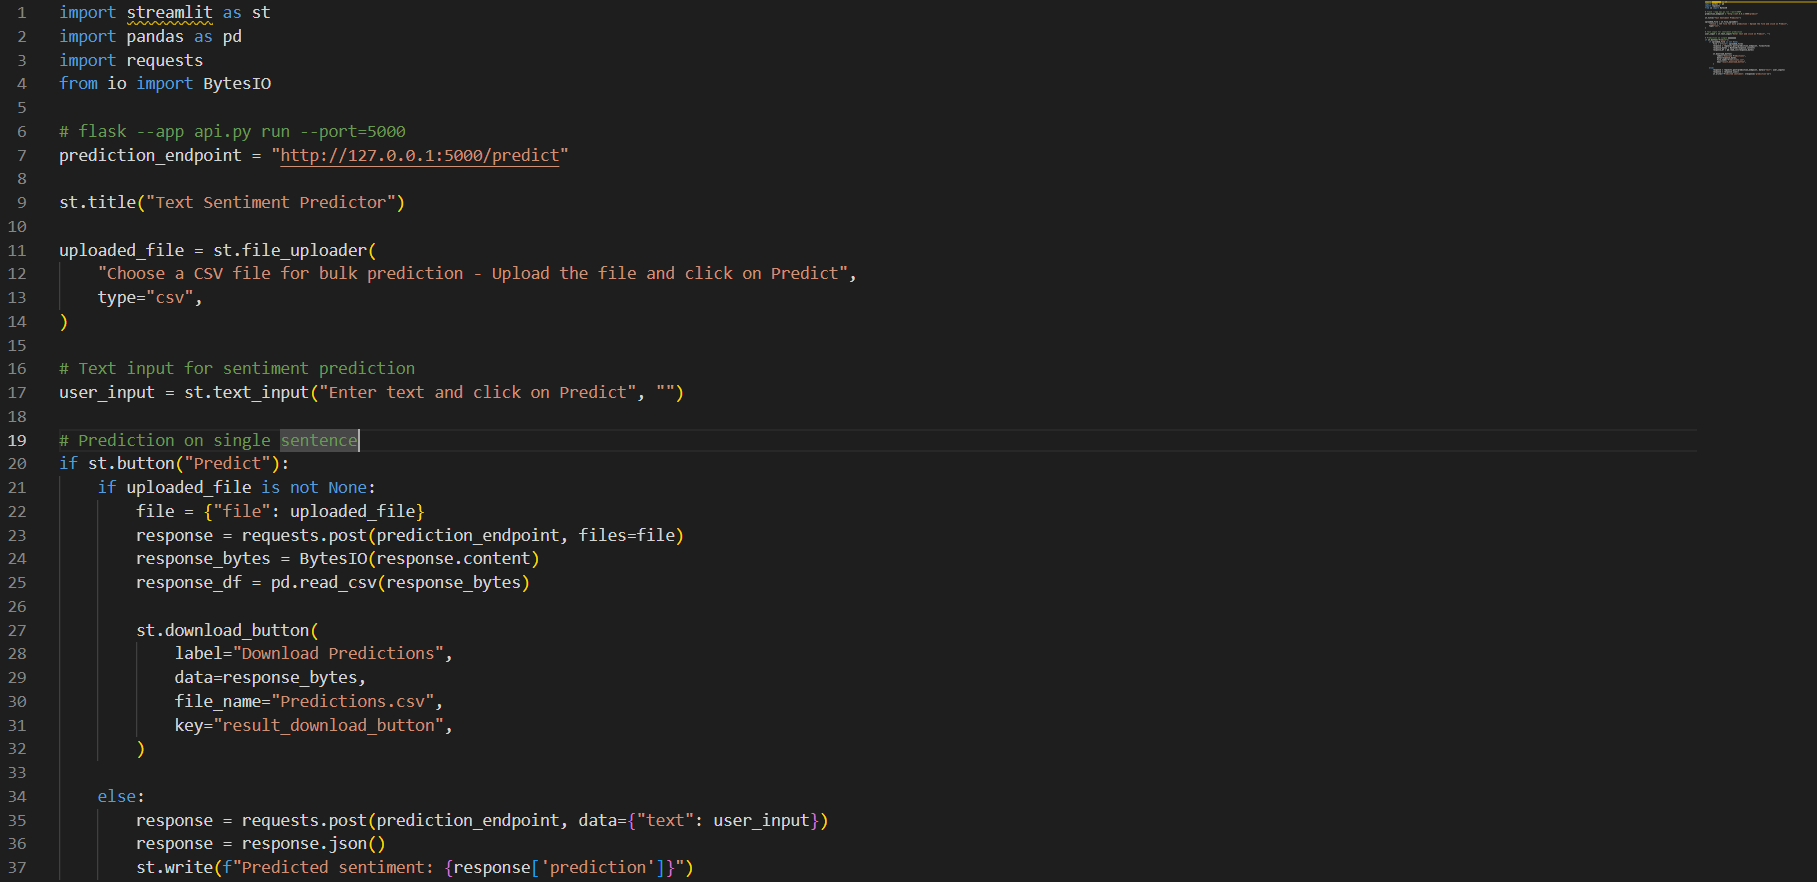 1 import streamlit as st
2 import pandas as pd
3 import requests
4 from io import BytesIO
5
6 # flask --app api.py run --port=5000
7 prediction_endpoint = "http://127.0.0.1:5000/predict"
8
9 st.title("Text Sentiment Predictor")
10
11 uploaded_file = st.file_uploader(
12     "Choose a CSV file for bulk prediction - Upload the file and click on Predict",
13     type="csv",
14 )
15
16 # Text input for sentiment prediction
17 user_input = st.text_input("Enter text and click on Predict", "")
18
19 # Prediction on single sentence
20 if st.button("Predict"):
21     if uploaded_file is not None:
22         file = {"file": uploaded_file}
23         response = requests.post(prediction_endpoint, files=file)
24         response_bytes = BytesIO(response.content)
25         response_df = pd.read_csv(response_bytes)
26
27         st.download_button(
28             label="Download Predictions",
29             data=response_bytes,
30             file_name="Predictions.csv",
31             key="result_download_button",
32         )
33
34     else:
35         response = requests.post(prediction_endpoint, data={"text": user_input})
36         response = response.json()
37         st.write(f"Predicted sentiment: {response['prediction']}")